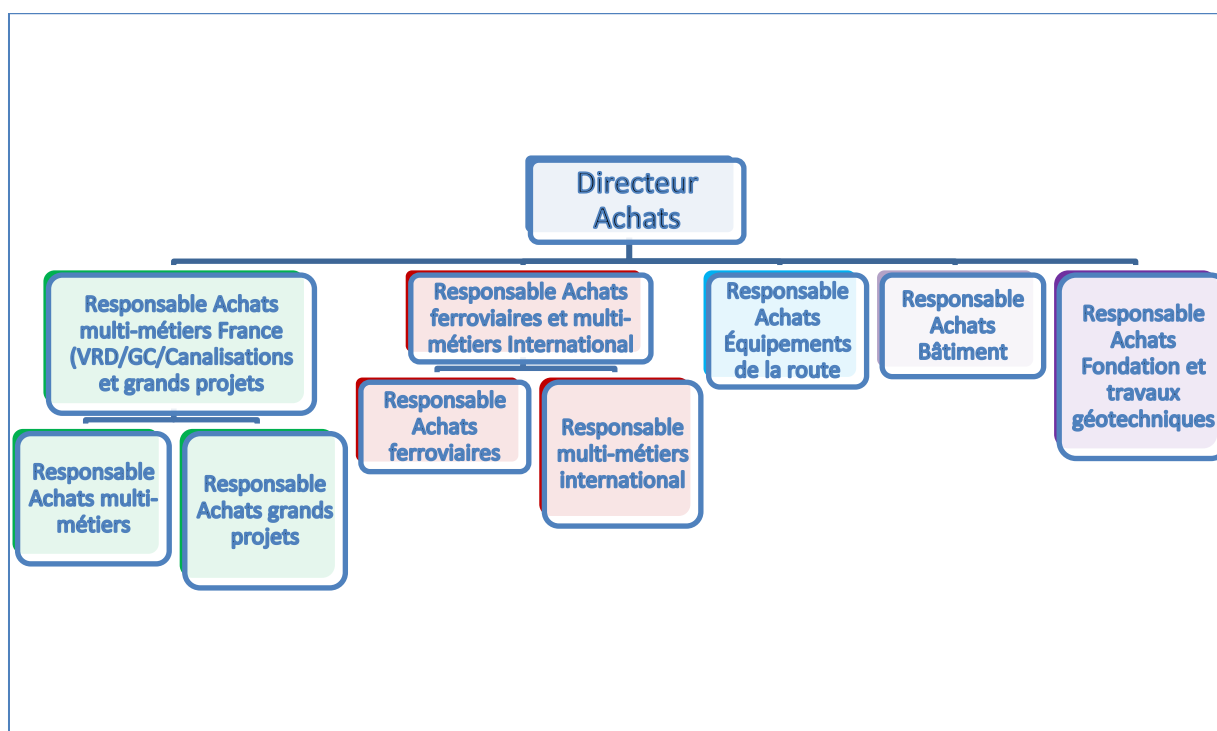 Directeur
Achats
Responsable Achats
multi-métiers France
(VRD/GC/Canalisations
et grands projets
Responsable Achats
ferroviaires et multi-
métiers International
Responsable
Achats
Équipements
de la route
Responsable
Achats
Bâtiment
Responsable
Achats
Fondation et
travaux
géotechniques
Responsable
Achats multi-
métiers
Responsable
Achats grands
projets
Responsable
Achats
ferroviaires
Responsable
multi-métiers
international